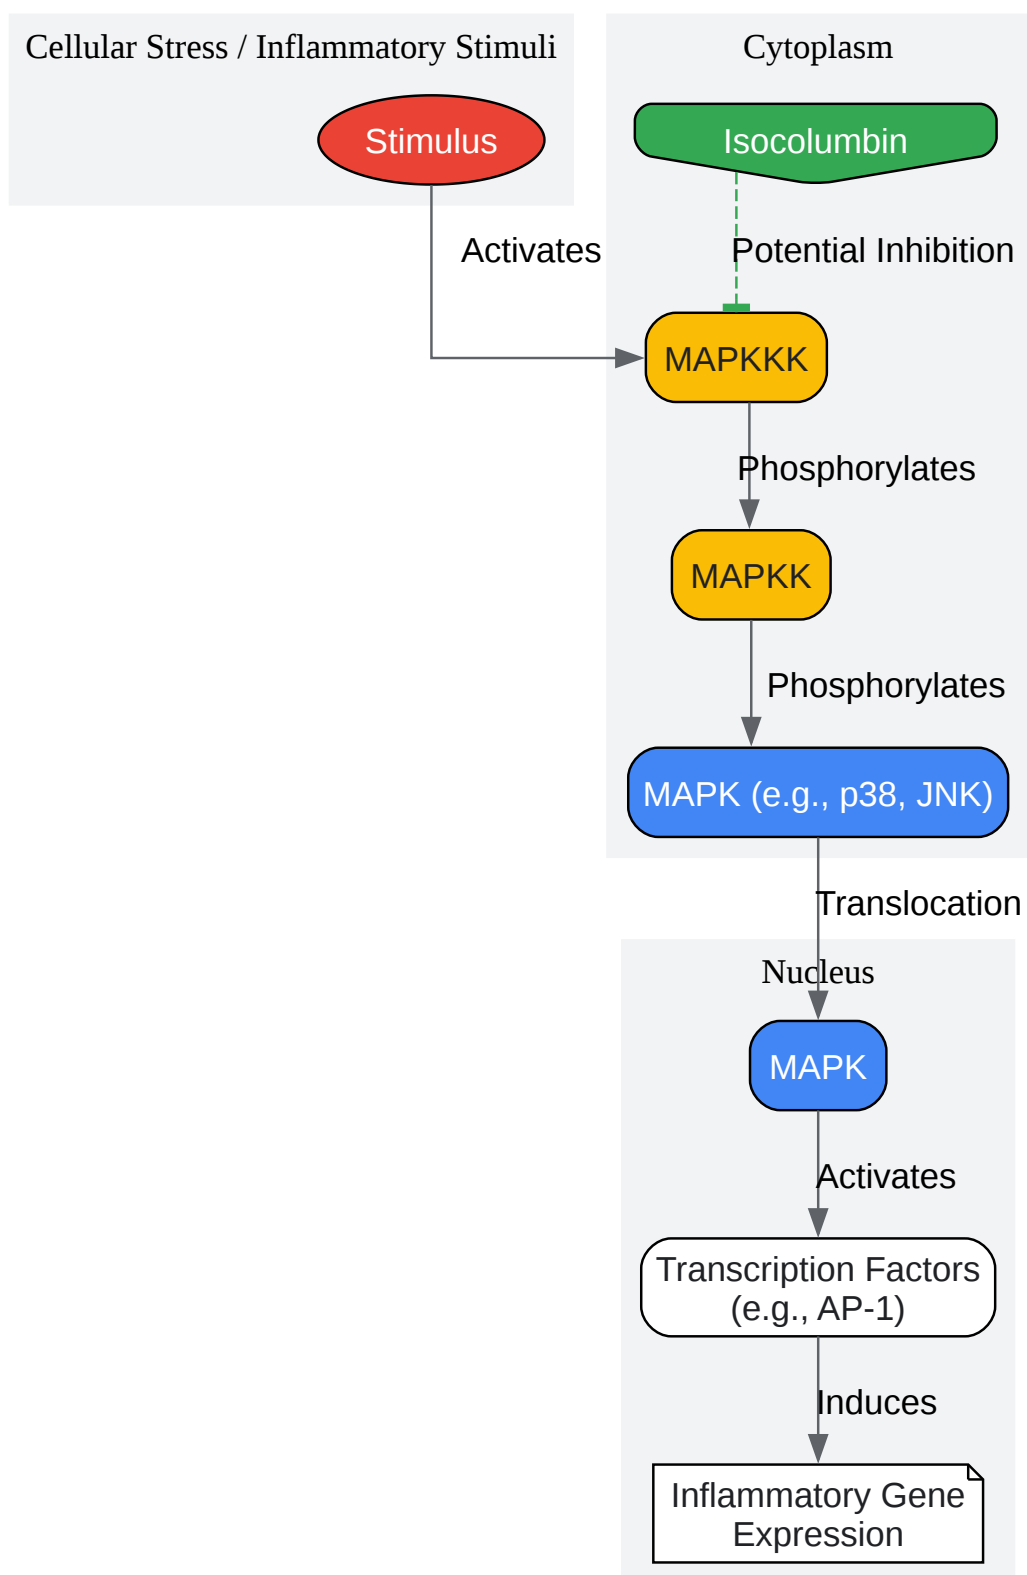 Cellular Stress / Inflammatory Stimuli
Cytoplasm
Stimulus
Isocolumbin
Activates
Potential Inhibition
MAPKKK
Phosphorylates
MAPKK
Phosphorylates
MAPK (e.g., p38, JNK)
Translocation
Nucleus
MAPK
Activates
Transcription Factors
(e.g., AP-1)
Induces
Inflammatory Gene
Expression